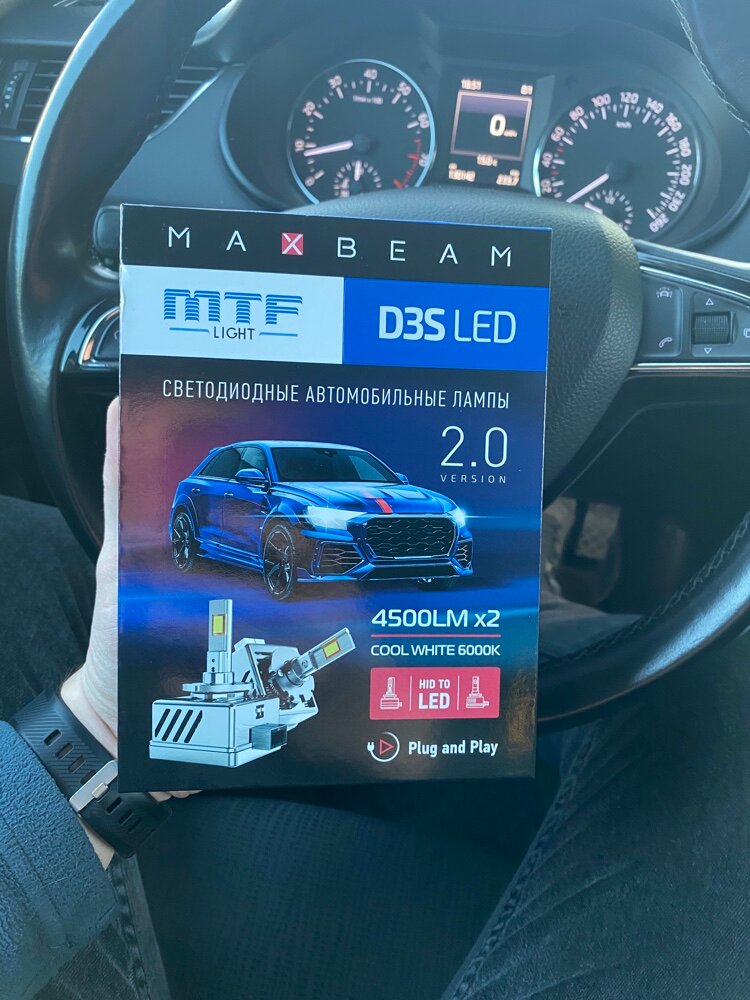 MAXBEAM
MTF
LIGHT
D3S LED
СВЕТОДИОДНЫЕ АВТОМОБИЛЬНЫЕ ЛАМПЫ
2.0
VERSION
4500LM x2
COOL WHITE 6000K
HID TO
LED
Plug and Play